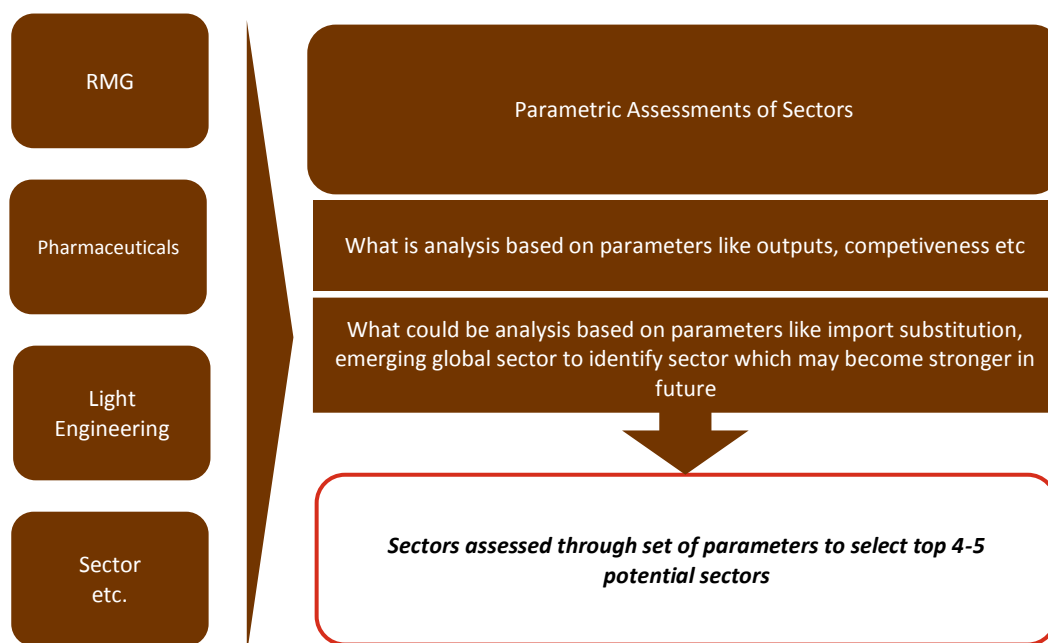 RMG
Pharmaceuticals
Light
Engineering
Sector
etc.
Parametric Assessments of Sectors
What is analysis based on parameters like outputs, competiveness etc
What could be analysis based on parameters like import substitution,
emerging global sector to identify sector which may become stronger in
future
Sectors assessed through set of parameters to select top 4-5
potential sectors